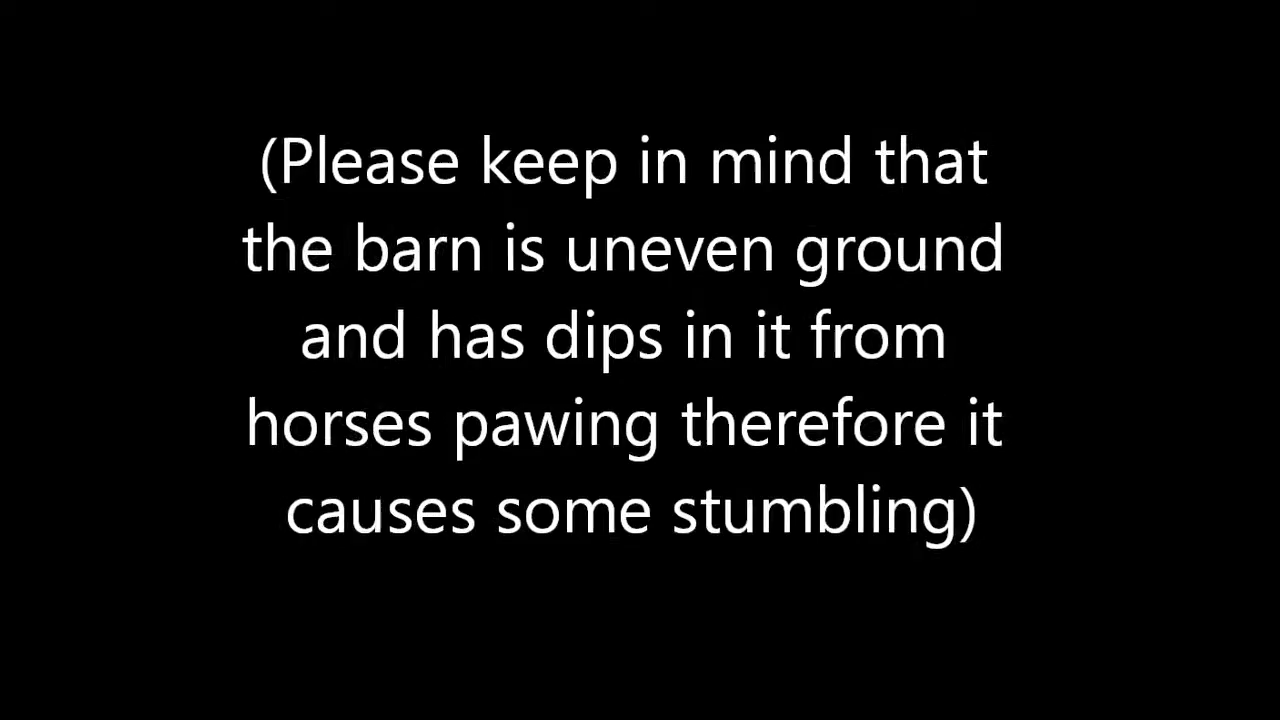 (Please keep in mind that
the barn is uneven ground
and has dips in it from
horses pawing therefore it
causes some stumbling)